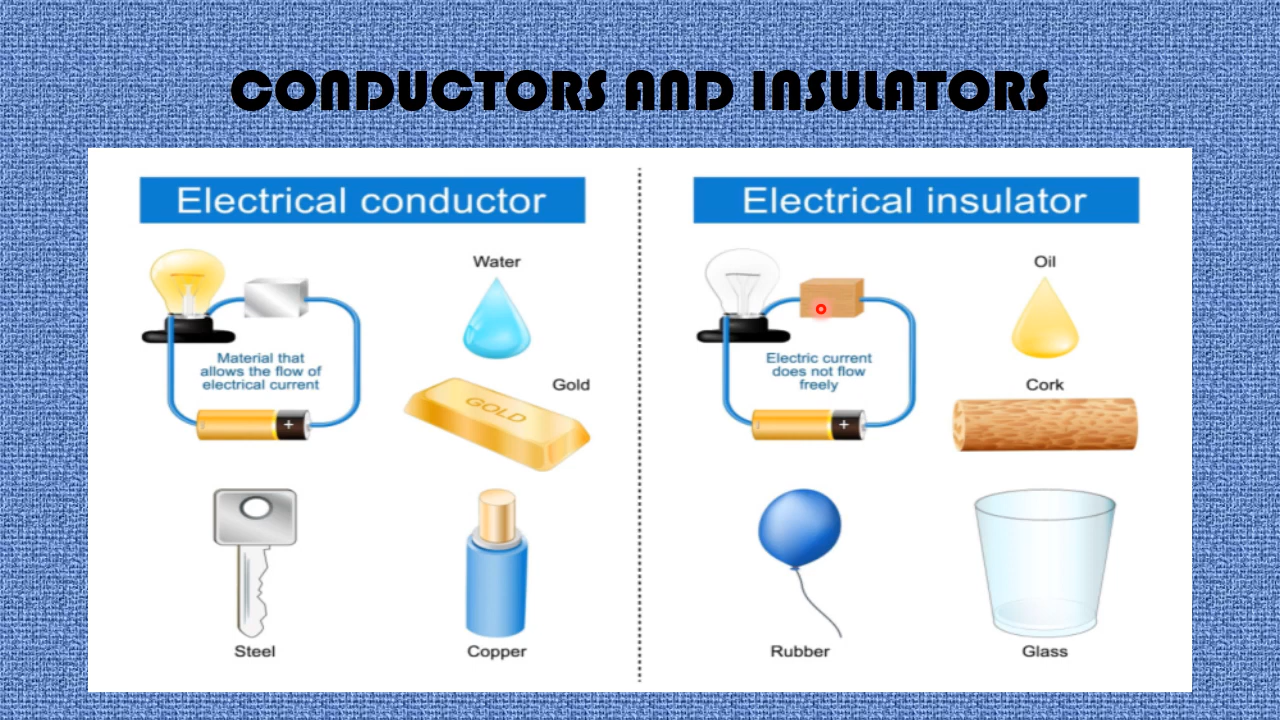 CONDUCTORS AND INSULATORS
Electrical conductor
Material that
allows the flow of
electrical current
+
Water
Gold
GOLD
Steel
Copper
Electrical insulator
Electric current
does not flow
freely
+
Oil
Cork
Rubber
Glass